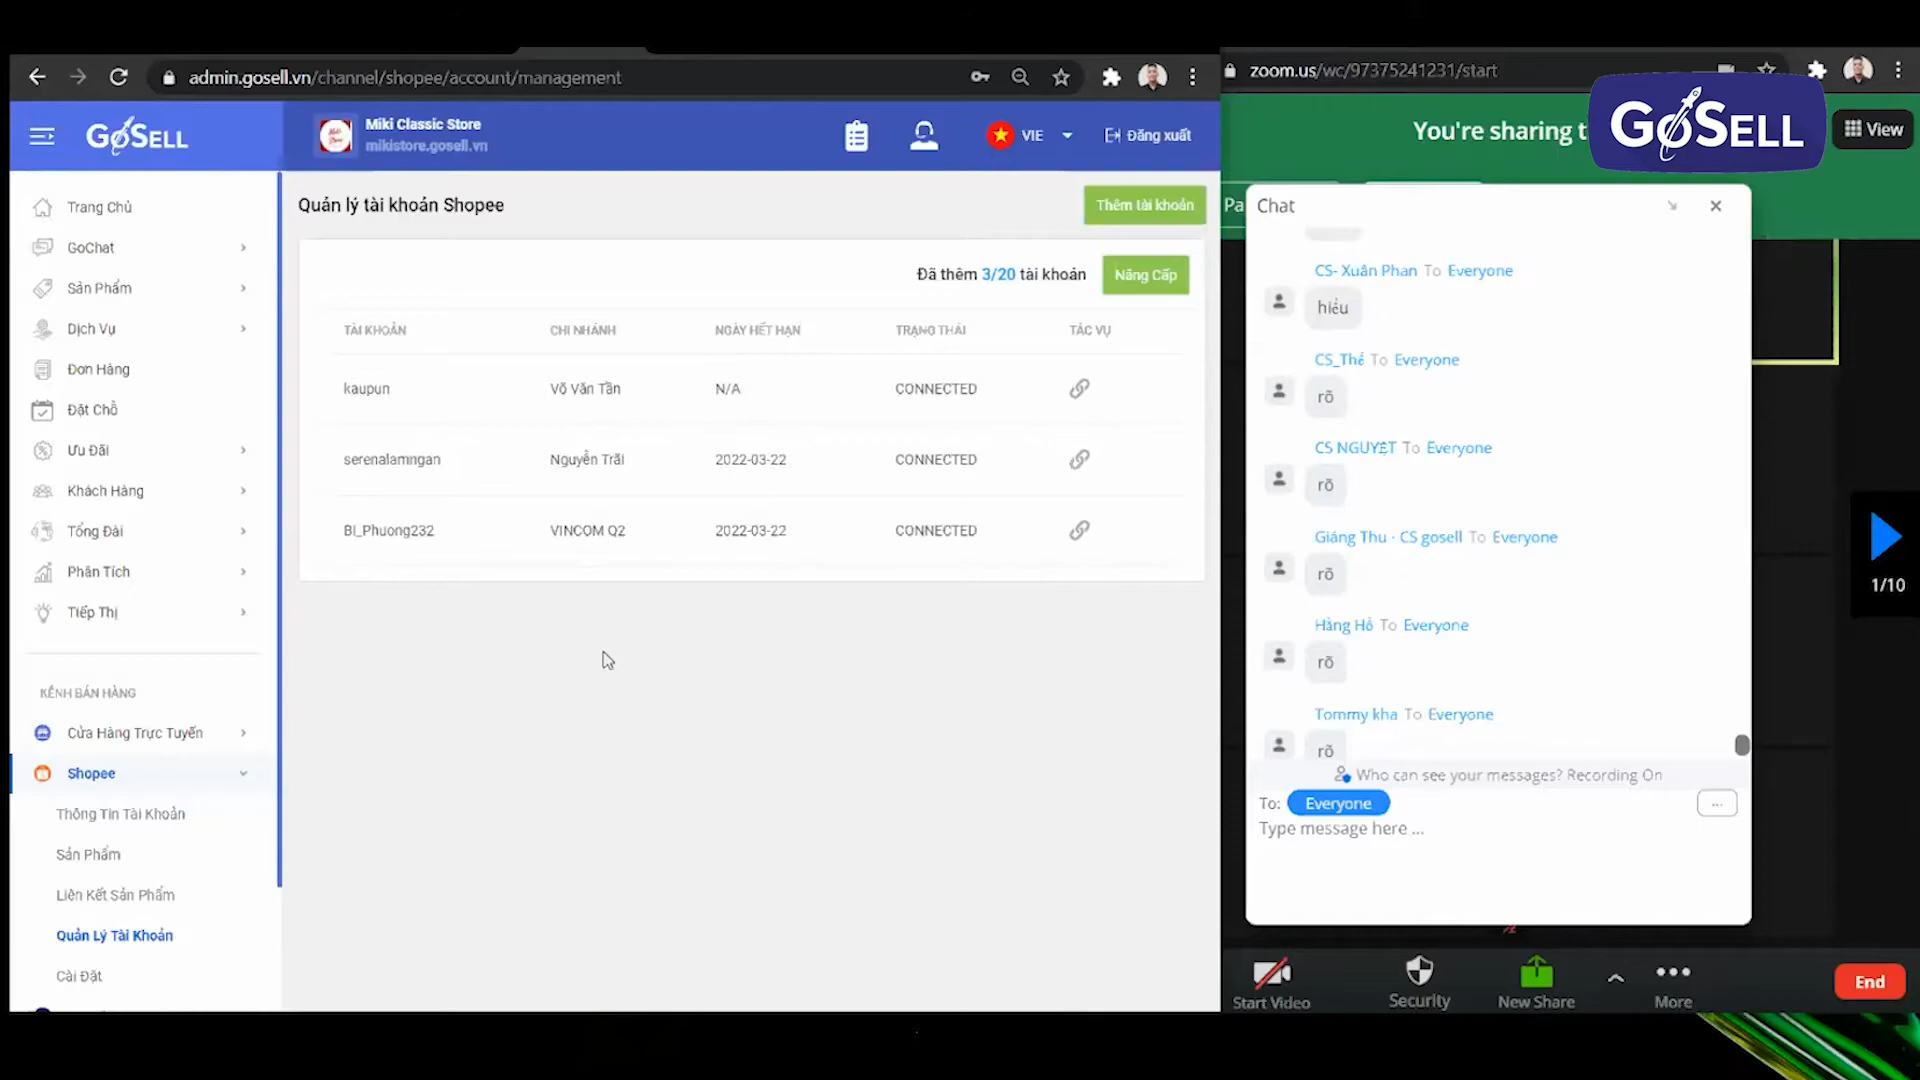 admin.gosell.vn/channel/shopee/account/management
zoom.us/wc/97375241231/start
GOSELL
Miki Classic Store
mikistore.gosell.vn
VIE
Đăng xuất
You're sharing t
GOSELL
View
Trang Chủ
GoChat
Sản Phẩm
Dịch Vụ
Đơn Hàng
Đặt Chỗ
Ưu Đãi
Khách Hàng
Tổng Đài
Phân Tích
Tiếp Thị
KÊNH BÁN HÀNG
Cửa Hàng Trực Tuyến
Shopee
Thông Tin Tài Khoản
Sản Phẩm
Liên Kết Sản Phẩm
Quản Lý Tài Khoản
Cài Đặt
Quản lý tài khoản Shopee
Thêm tài khoản
Đã thêm 3/20 tài khoản
Nâng Cấp
TÀI KHOẢN CHI NHÁNH NGÀY HẾT HẠN TRẠNG THÁI TÁC VỤ
kaupun Võ Văn Tần N/A CONNECTED
serenalamngan Nguyễn Trãi 2022-03-22 CONNECTED
BI_Phuong232 VINCOM Q2 2022-03-22 CONNECTED
Pa
Chat
CS- Xuân Phan To Everyone
hiểu
CS_Thế To Everyone
rõ
CS NGUYỆT To Everyone
rõ
Giáng Thu · CS gosell To Everyone
rõ
Hằng Hồ To Everyone
rõ
Tommy kha To Everyone
rõ
Who can see your messages? Recording On
To: Everyone
...
Type message here ...
1/10
Start Video
Security
New Share
More
End